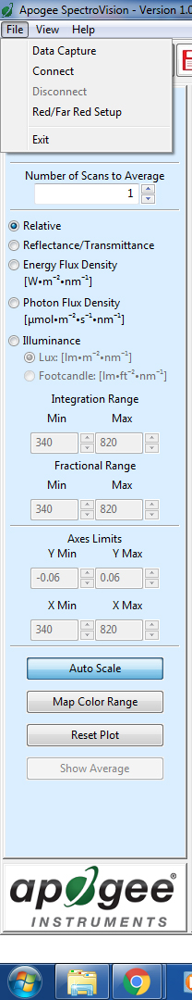 Apogee SpectroVision - Version 1.0
File View Help
Data Capture
Connect
Disconnect
Red/Far Red Setup
Exit
Number of Scans to Average
1
Relative
Reflectance/Transmittance
Energy Flux Density
[W•m⁻²•nm⁻¹]
Photon Flux Density
[µmol•m⁻²•s⁻¹•nm⁻¹]
Illuminance
Lux: [lm•m⁻²•nm⁻¹]
Footcandle: [lm•ft⁻²•nm⁻¹]
Integration Range
Min Max
340 820
Fractional Range
Min Max
340 820
Axes Limits
Y Min Y Max
-0.06 0.06
X Min X Max
340 820
Auto Scale
Map Color Range
Reset Plot
Show Average
apogee®
INSTRUMENTS